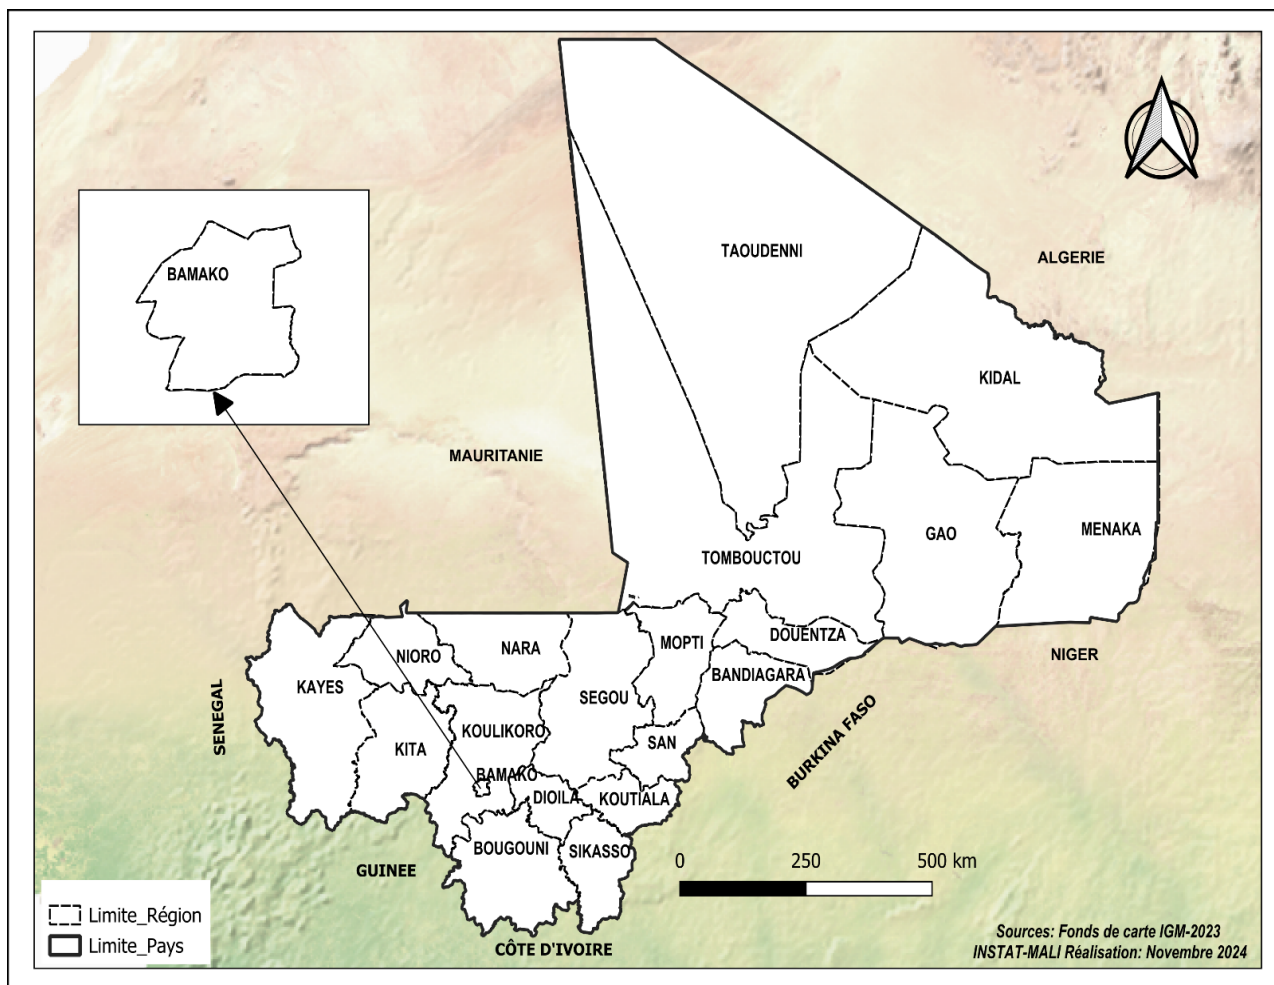 TAOUDENNI
ALGERIE
BAMAKO
KIDAL
MAURITANIE
GAO
MENAKA
TOMBOUCTOU
DOUENTZA
MOPTI
NARA
NIORO
NIGER
BANDIAGARA
KAYES
SEGOU
SENEGAL
KOULIKORO
SAN
KITA
BURKINA FASO
BAMAKO
DIOILA
KOUTIALA
BOUGOUNI
SIKASSO
GUINEE
0 250 500 km
Limite_Région
Limite_Pays
CÔTE D'IVOIRE
Sources: Fonds de carte IGM-2023
INSTAT-MALI Réalisation: Novembre 2024